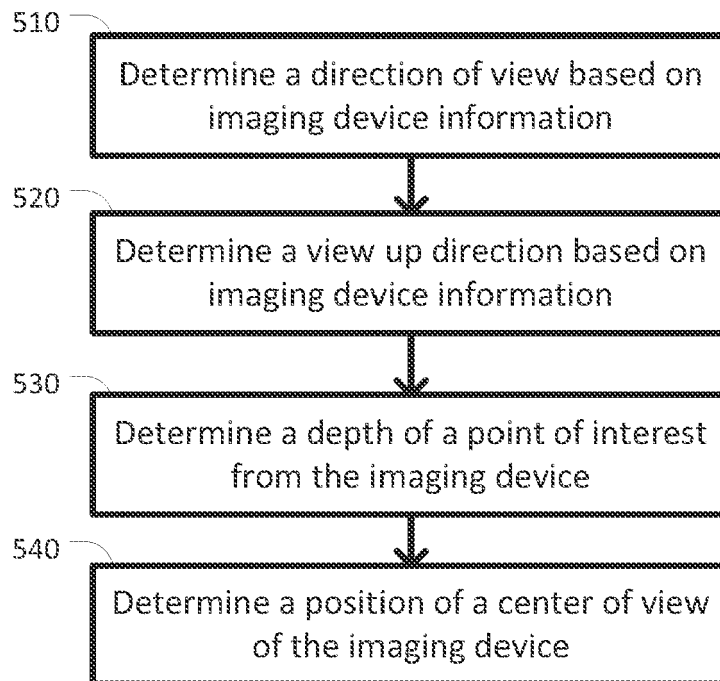 510
Determine a direction of view based on
imaging device information
520
Determine a view up direction based on
imaging device information
530
Determine a depth of a point of interest
from the imaging device
540
Determine a position of a center of view
of the imaging device